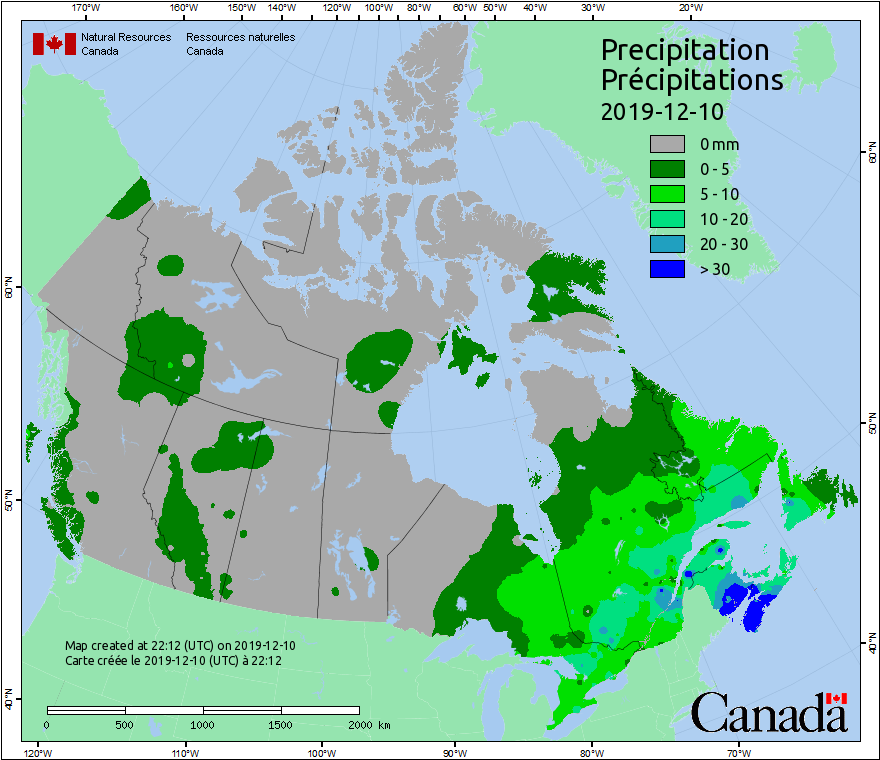 170°W 160°W 150°W 140°W 120°W 100°W 80°W 60°W 50°W 40°W 30°W 20°W
Natural Resources Canada
Ressources naturelles Canada
Precipitation
Précipitations
2019-12-10
0 mm
0 - 5
5 - 10
10 - 20
20 - 30
> 30
60°N
50°N
40°N
60°N
50°N
40°N
Map created at 22:12 (UTC) on 2019-12-10
Carte créée le 2019-12-10 (UTC) à 22:12
0 500 1000 1500 2000 km
Canada
120°W 110°W 100°W 90°W 80°W 70°W